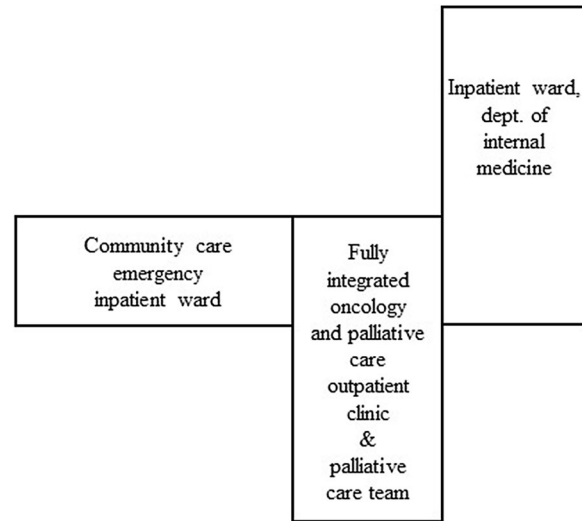 Inpatient ward,
dept. of
internal
medicine
Community care
emergency
inpatient ward
Fully
integrated
oncology
and palliative
care
outpatient
clinic
&
palliative
care team